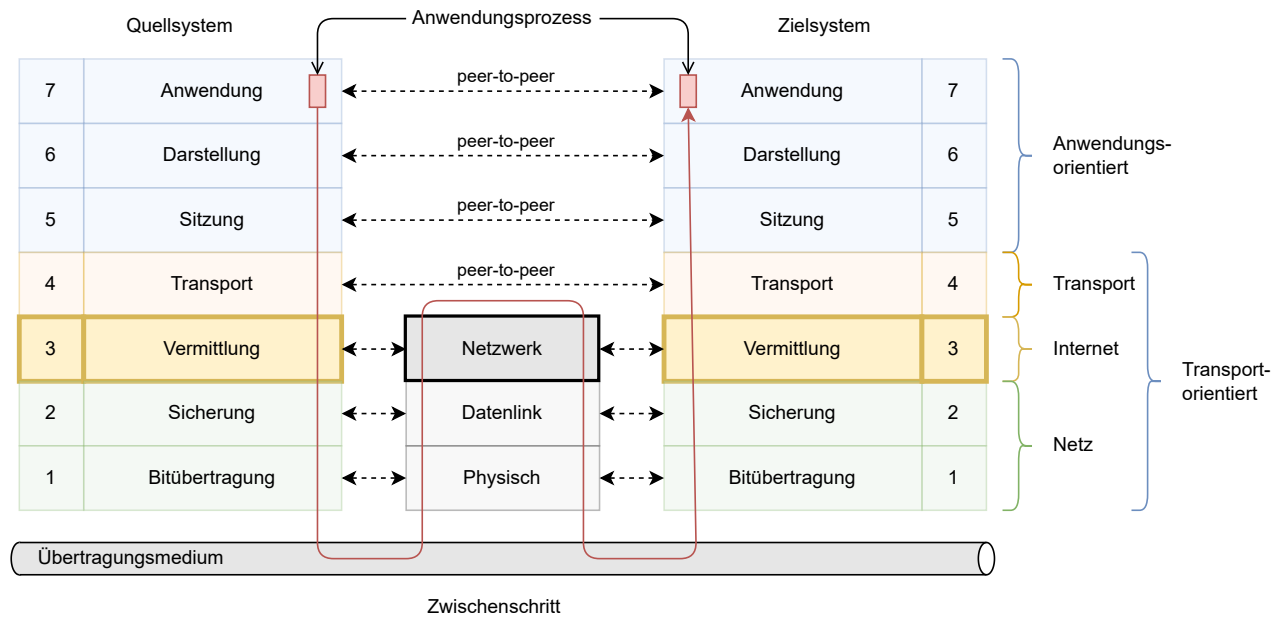 Anwendungsprozess
Quellsystem
Zielsystem
7 Anwendung peer-to-peer Anwendung 7
6 Darstellung peer-to-peer Darstellung 6
5 Sitzung peer-to-peer Sitzung 5
4 Transport peer-to-peer Transport 4
3 Vermittlung Netzwerk Vermittlung 3
2 Sicherung Datenlink Sicherung 2
1 Bitübertragung Physisch Bitübertragung 1
Anwendungs-
orientiert
Transport
Internet
Netz
Transport-
orientiert
Übertragungsmedium
Zwischenschritt